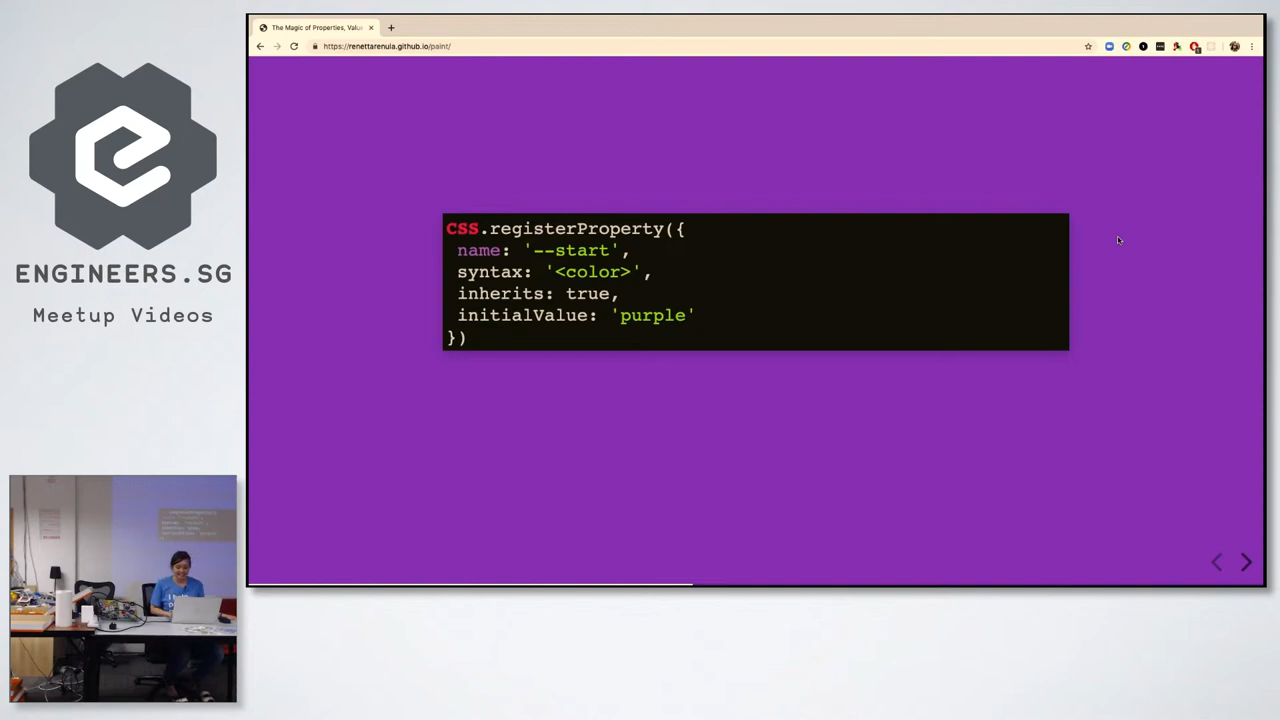 ENGINEERS.SG
Meetup Videos
The Magic of Properties, Valu
https://renettarenula.github.io/paint/
CSS.registerProperty({
name: '--start',
syntax: '<color>',
inherits: true,
initialValue: 'purple'
})